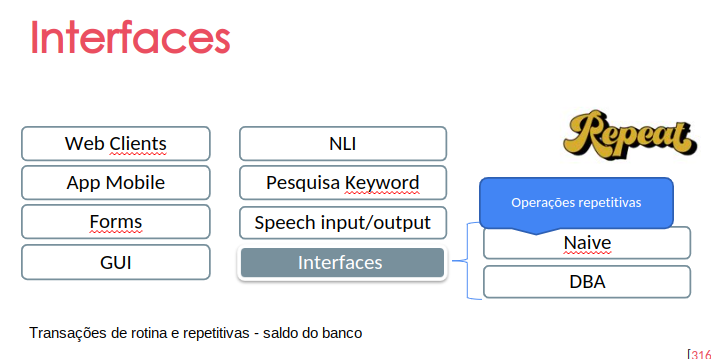 Interfaces
Repeat
Web Clients
App Mobile
Forms
GUI
NLI
Pesquisa Keyword
Speech input/output
Interfaces
Operações repetitivas
Naive
DBA
Transações de rotina e repetitivas - saldo do banco
[316